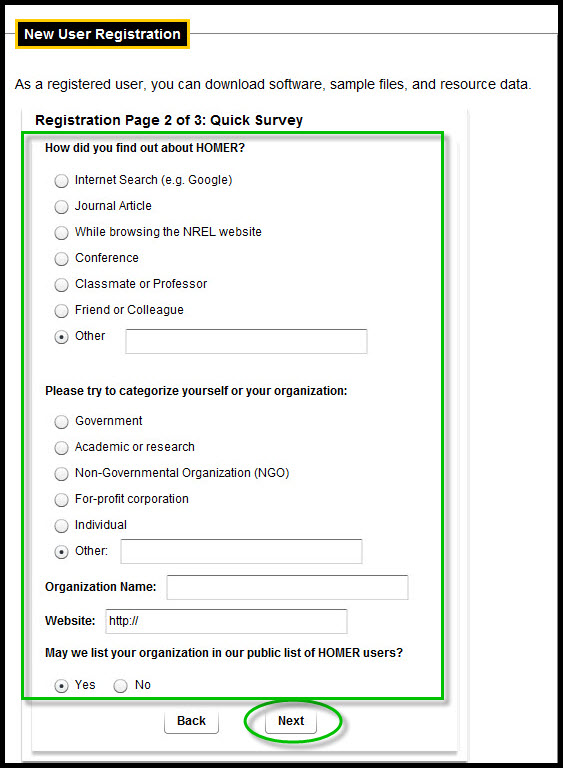 New User Registration
As a registered user, you can download software, sample files, and resource data.
Registration Page 2 of 3: Quick Survey
How did you find out about HOMER?
Internet Search (e.g. Google)
Journal Article
While browsing the NREL website
Conference
Classmate or Professor
Friend or Colleague
Other
Please try to categorize yourself or your organization:
Government
Academic or research
Non-Governmental Organization (NGO)
For-profit corporation
Individual
Other:
Organization Name:
Website: http://
May we list your organization in our public list of HOMER users?
Yes No
Back Next